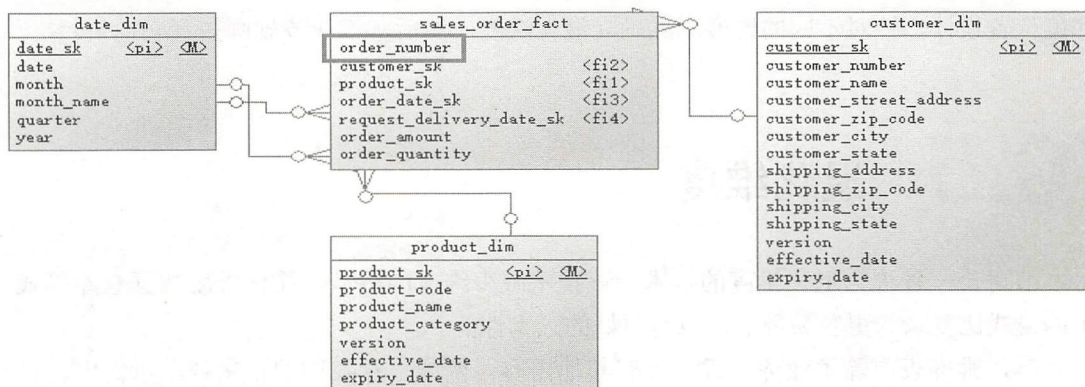 date_dim
date_sk <pi> <M>
date
month
month_name
quarter
year
sales_order_fact
order_number
customer_sk <fi2>
product_sk <fi1>
order_date_sk <fi3>
request_delivery_date_sk <fi4>
order_amount
order_quantity
customer_dim
customer_sk <pi> <M>
customer_number
customer_name
customer_street_address
customer_zip_code
customer_city
customer_state
shipping_address
shipping_zip_code
shipping_city
shipping_state
version
effective_date
expiry_date
product_dim
product_sk <pi> <M>
product_code
product_name
product_category
version
effective_date
expiry_date